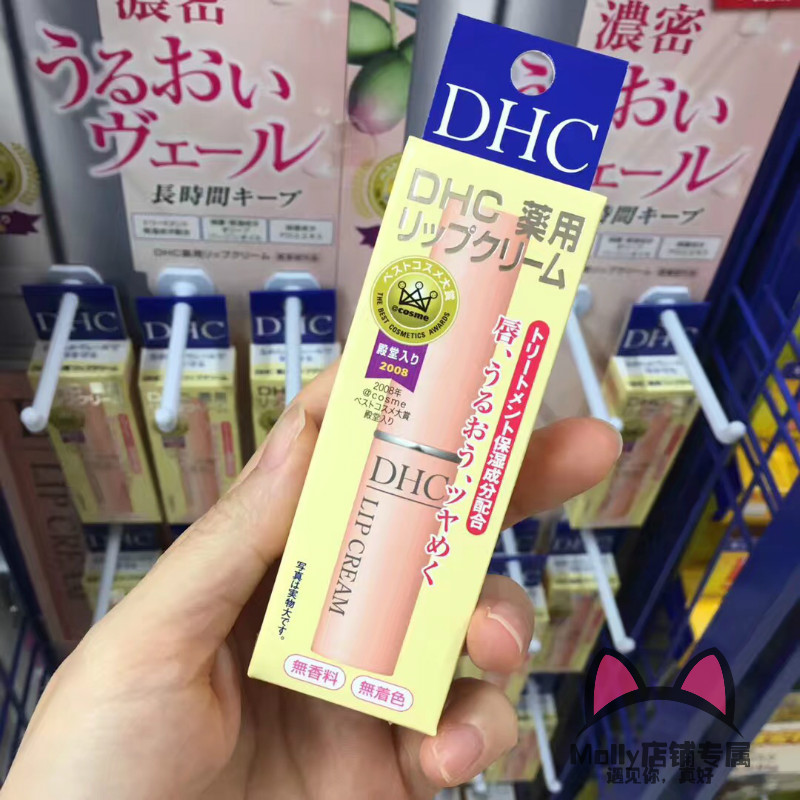 濃密
うるおい
ヴェール
長時間キープ
DHC薬用リップクリーム
濃密
おい
ール
時間キープ
DHC
DHC
DHC
DHC
DHC 薬用
リップクリーム
ベストコスメ大賞
@cosme
THE BEST COSMETICS AWARDS
殿堂入り
2008
2008年
@cosme
ベストコスメ大賞
殿堂入り
トリートメント保湿成分配合
唇、うるおう、ツヤめく
DHC
LIP CREAM
写真は実物大です。
無香料
無着色
DHC
DHC
LIP CREAM
Molly店铺专属
遇见你，真好